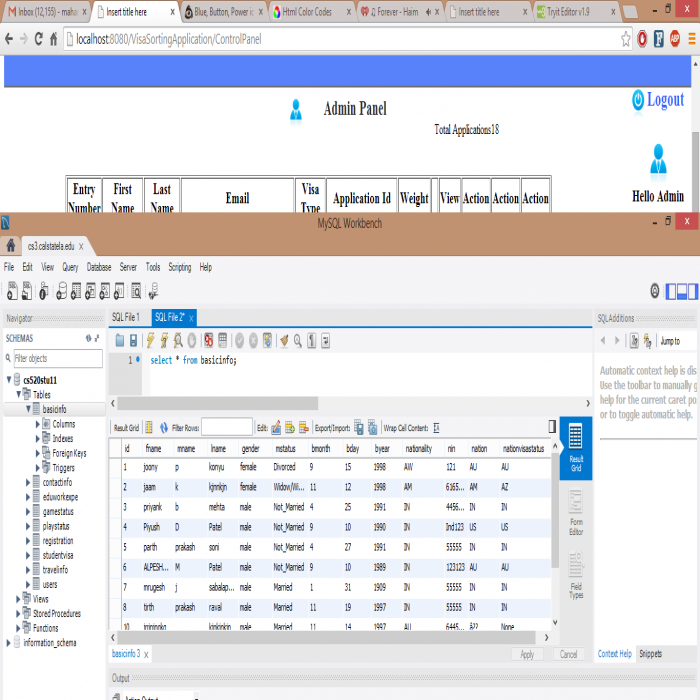 Inbox (12,155) - mahar × Insert title here × Blue, Button, Power ic × Html Color Codes × Forever - Haim × Insert title here × Tryit Editor v1.9 ×
localhost:8080/VisaSortingApplication/ControlPanel
Logout
Admin Panel
Total Applications18
Hello Admin
Entry Number First Name Last Name Email Visa Type Application Id Weight View Action Action Action
MySQL Workbench
cs3.calstatela.edu ×
File Edit View Query Database Server Tools Scripting Help
Navigator SQL File 1 SQL File 2* × SQLAdditions
SCHEMAS
Jump to
Filter objects
1 select * from basicinfo;
Automatic context help is dis
Use the toolbar to manually g
help for the current caret po
or to toggle automatic help.
cs520stu11
Tables
basicinfo
Columns
Indexes
Foreign Keys
Triggers
contactinfo
eduworkexpe
gamestatus
playstatus
registration
studentvisa
travelinfo
users
Views
Stored Procedures
Functions
information_schema
Result Grid Filter Rows: Edit: Export/Import: Wrap Cell Content:
id fname mname lname gender mstatus bmonth bday byear nationality nin nation nationvisastatus
1 joony p konyu female Divorced 9 15 1998 AW 121 AU AU
2 jaam k kjnnkjn female Widow/Wi... 11 12 1998 AM 6165... AM AZ
3 priyank b mehta male Not_Married 4 25 1991 IN 4456... IN IN
4 Piyush D Patel male Not_Married 9 10 1990 IN Ind123 US US
5 parth prakash soni male Not_Married 4 27 1991 IN 55555 IN IN
6 ALPESH... M Patel male Not_Married 9 10 1989 IN 123123 AU AU
7 mrugesh j sabalap... male Married 1 31 1909 IN 55555 IN IN
8 tirth prakash raval male Married 11 19 1997 IN 55555 IN IN
10 male Married 11 14 1997 AU 6445... None
Result Grid
Form Editor
Field Types
basicinfo 3 × Apply Cancel Context Help Snippets
Output
Action Output